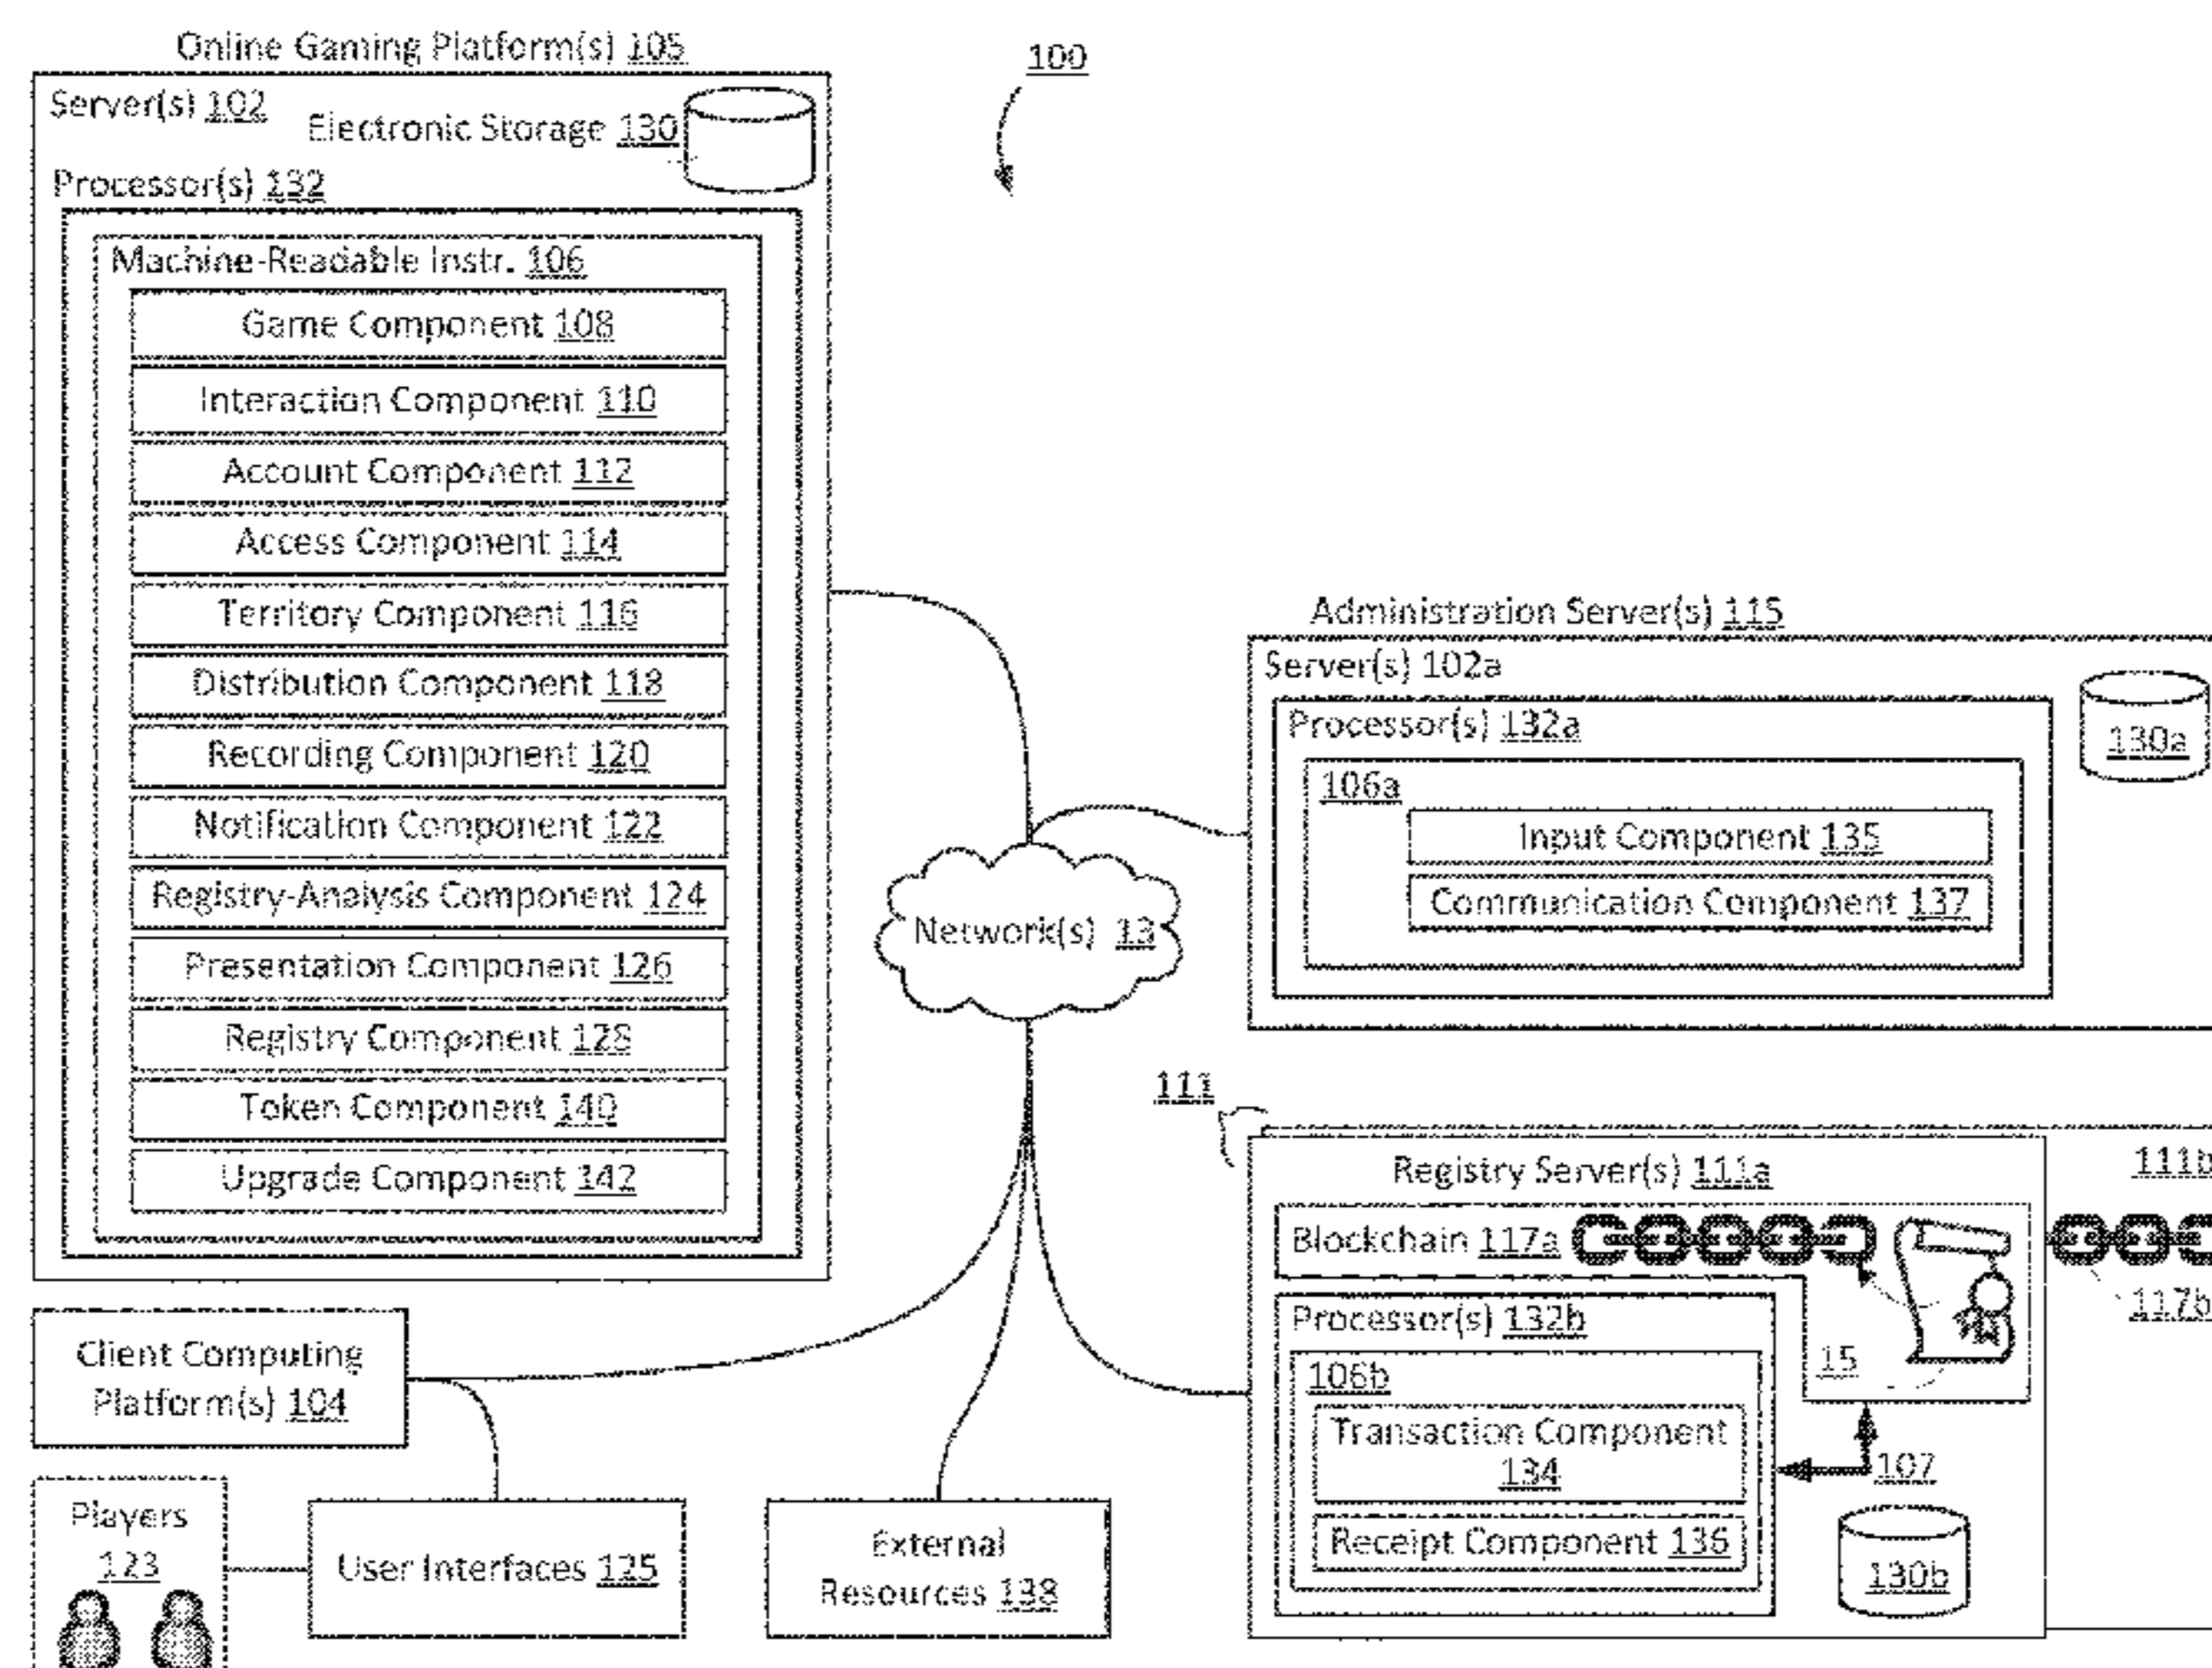 Online Gaming Platform(s) 105
100
Server(s) 102
Electronic Storage 130
Processor(s) 132
Machine-Readable Instr. 106
Game Component 108
Interaction Component 110
Account Component 112
Access Component 114
Territory Component 116
Distribution Component 118
Recording Component 120
Notification Component 122
Registry-Analysis Component 124
Presentation Component 126
Registry Component 128
Token Component 140
Upgrade Component 142
Administration Server(s) 115
Server(s) 102a
Processor(s) 132a
130a
106a
Input Component 135
Communication Component 137
Network(s) 13
111
Registry Server(s) 111a
111b
Blockchain 117a
117b
Processor(s) 132b
15
106b
Transaction Component
134
107
Receipt Component 136
130b
Client Computing
Platform(s) 104
Players
123
User Interfaces 125
External
Resources 138